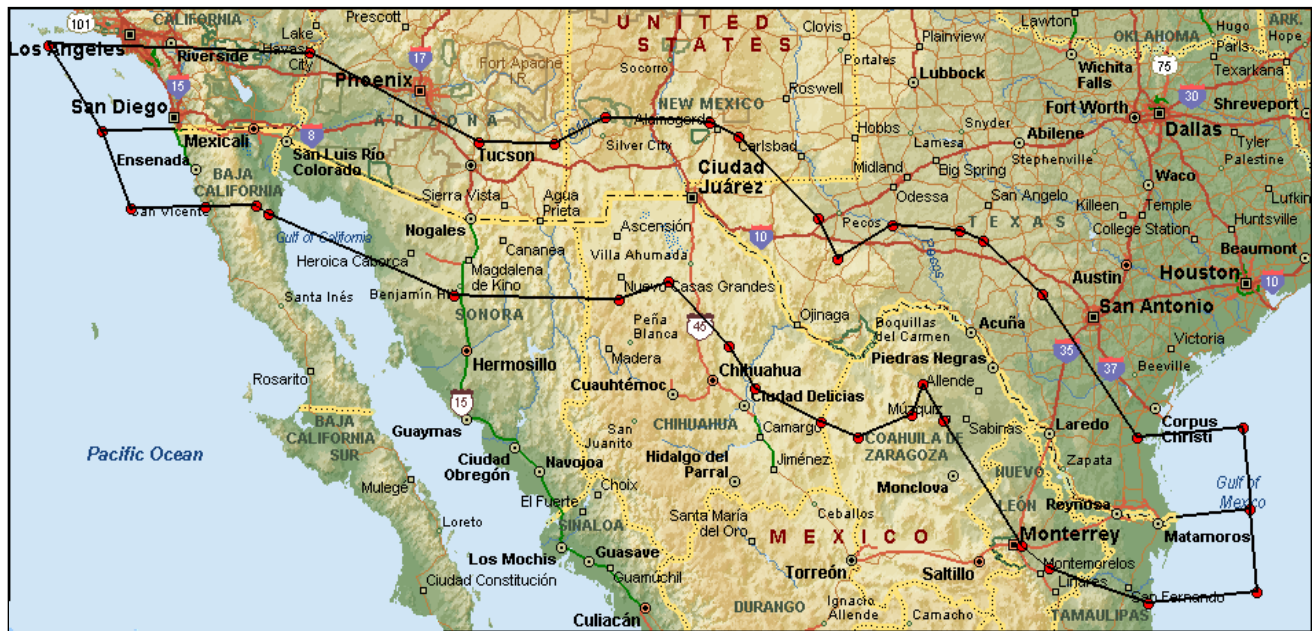 101
CALIFORNIA
Los Angeles
Riverside
Lake
Havas
City
Prescott
17
Phoenix
Fort Apache
I.R.
UNITED
STATES
Socorro
Clovis
Portales
Plainview
Lubbock
Roswell
Lawton
OKLAHOMA
Hugo
Paris
ARK.
Hope
Texarkana
Wichita
Falls
75
30
Fort Worth
Dallas
Shreveport
15
San Diego
Mexicali
8
ARIZONA
NEW MEXICO
Alamogordo
Silver City
Carlsbad
Hobbs
Lamesa
Snyder
Abilene
Stephenville
Tyler
Palestine
Ensenada
San Luis Río
Colorado
Tucson
Ciudad
Juárez
Midland
Big Spring
Odessa
San Angelo
Waco
BAJA
CALIFORNIA
Sierra Vista
Agua
Prieta
Killeen
Temple
Lufkin
San Vicente
Nogales
Ascensión
10
Pecos
TEXAS
College Station
Huntsville
Gulf of California
Cananea
Villa Ahumada
Pecos
Beaumont
Heroica Caborca
Magdalena
de Kino
Nuevo Casas Grandes
Austin
Houston
10
Santa Inés
Benjamin Hill
SONORA
Peña
Blanca
45
Ojinaga
Boquillas
del Carmen
Acuña
San Antonio
Hermosillo
Madera
Chihuahua
Piedras Negras
35
37
Victoria
Beeville
Rosarito
15
Cuauhtémoc
Ciudad Delicias
Allende
BAJA
CALIFORNIA
SUR
Guaymas
San
Juanito
CHIHUAHUA
Camargo
Múzquiz
Sabinas
COAHUILA DE
ZARAGOZA
Laredo
Corpus
Christi
Pacific Ocean
Ciudad
Obregón
Navojoa
Hidalgo del
Parral
Jiménez
Monclova
NUEVO
LEÓN
Zapata
Gulf of
Mexico
Mulegé
El Fuerte
Choix
Reynosa
Loreto
SINALOA
Santa María
del Oro
Ceballos
MEXICO
Monterrey
Matamoros
Los Mochis
Guasave
Guamúchil
Torreón
Saltillo
Montemorelos
Linares
San Fernando
Ciudad Constitución
Culiacán
DURANGO
Ignacio
Allende
Camacho
TAMAULIPAS